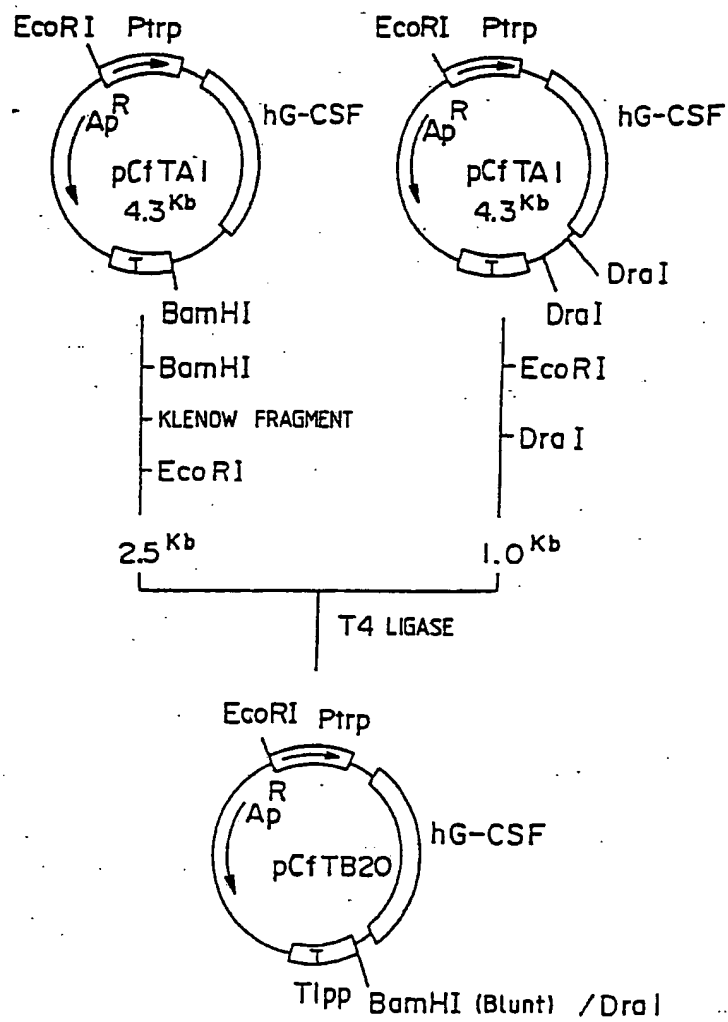 EcoRI Ptrp
EcoRI Ptrp
Ap R
hG-CSF
Ap R
hG-CSF
pCfTA1
4.3 Kb
pCfTA1
4.3 Kb
T
T
BamHI
DraI
DraI
BamHI
KLENOW FRAGMENT
EcoRI
EcoRI
DraI
2.5 Kb
1.0 Kb
T4 LIGASE
EcoRI Ptrp
Ap R
hG-CSF
pCfTB20
T
Tlpp BamHI (Blunt) /DraI